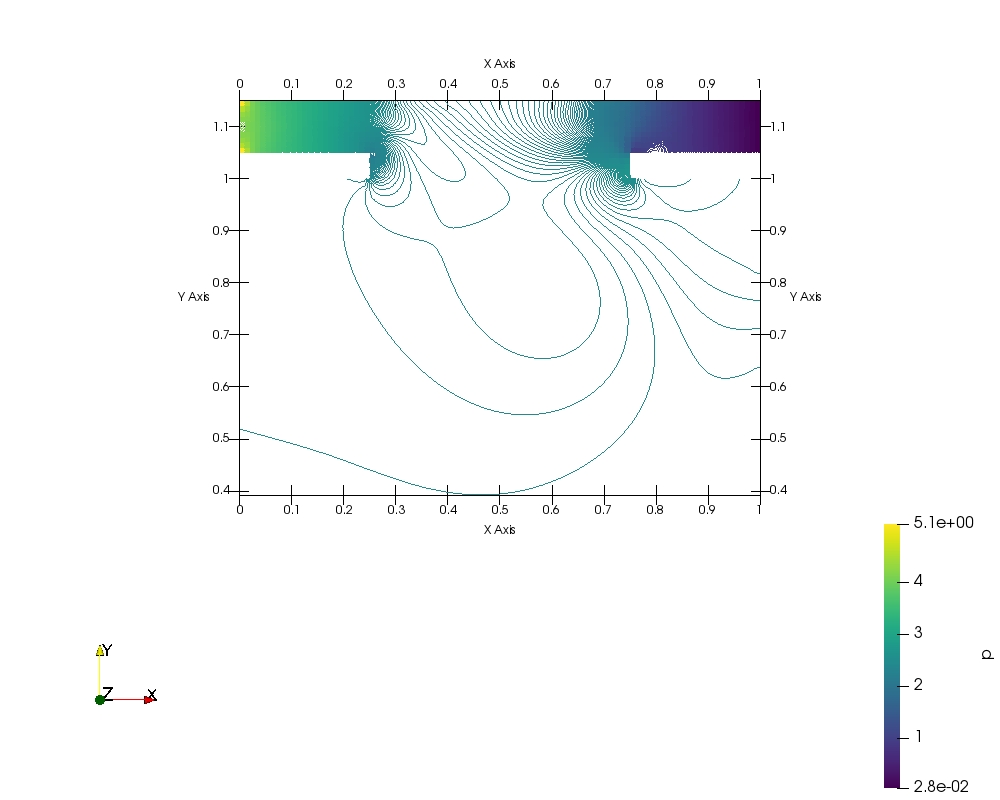 X Axis
0 0.1 0.2 0.3 0.4 0.5 0.6 0.7 0.8 0.9 1
1.1 1.1
1 1
0.9 0.9
0.8 0.8
Y Axis Y Axis
0.7 0.7
0.6 0.6
0.5 0.5
0.4 0.4
0 0.1 0.2 0.3 0.4 0.5 0.6 0.7 0.8 0.9 1
X Axis
5.1e+00
4
3
p
2
1
2.8e-02
Y
Z X